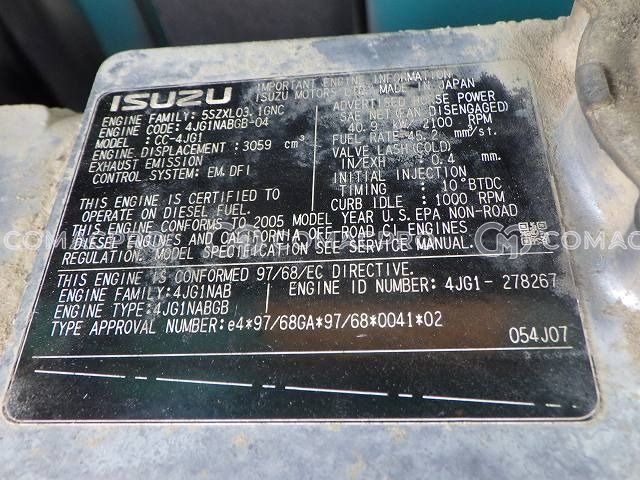 ISUZU
IMPORTANT ENGINE INFORMATION
ISUZU MOTORS LTD. MADE IN JAPAN
ENGINE FAMILY: 5SZXL03.1GNC
ENGINE CODE: 4JG1NABGB-04
MODEL : CC-4JG1
ENGINE DISPLACEMENT : 3059 cm³
EXHAUST EMISSION
CONTROL SYSTEM: EM,DFI
THIS ENGINE IS CERTIFIED TO
OPERATE ON DIESEL FUEL.
ADVERTISED HORSE POWER
SAE NET (FAN DISENGAGED)
40.9 kW/ 2100 RPM
FUEL RATE: mm³/st.
VALVE LASH(COLD)
IN/EXH : 0.4 mm.
INITIAL INJECTION
TIMING : 10°BTDC
CURB IDLE : 1000 RPM
THIS ENGINE CONFORMS TO 2005 MODEL YEAR U.S.EPA NON-ROAD
DIESEL ENGINES AND CALIFORNIA OFF-ROAD CI ENGINES
REGULATION. MODEL SPECIFICATION SEE SERVICE MANUAL.
THIS ENGINE IS CONFORMED 97/68/EC DIRECTIVE.
ENGINE FAMILY:4JG1NAB
ENGINE ID NUMBER: 4JG1- 278267
ENGINE TYPE:4JG1NABGB
TYPE APPROVAL NUMBER:e4*97/68GA*97/68*0041*02
054J07
COMAC